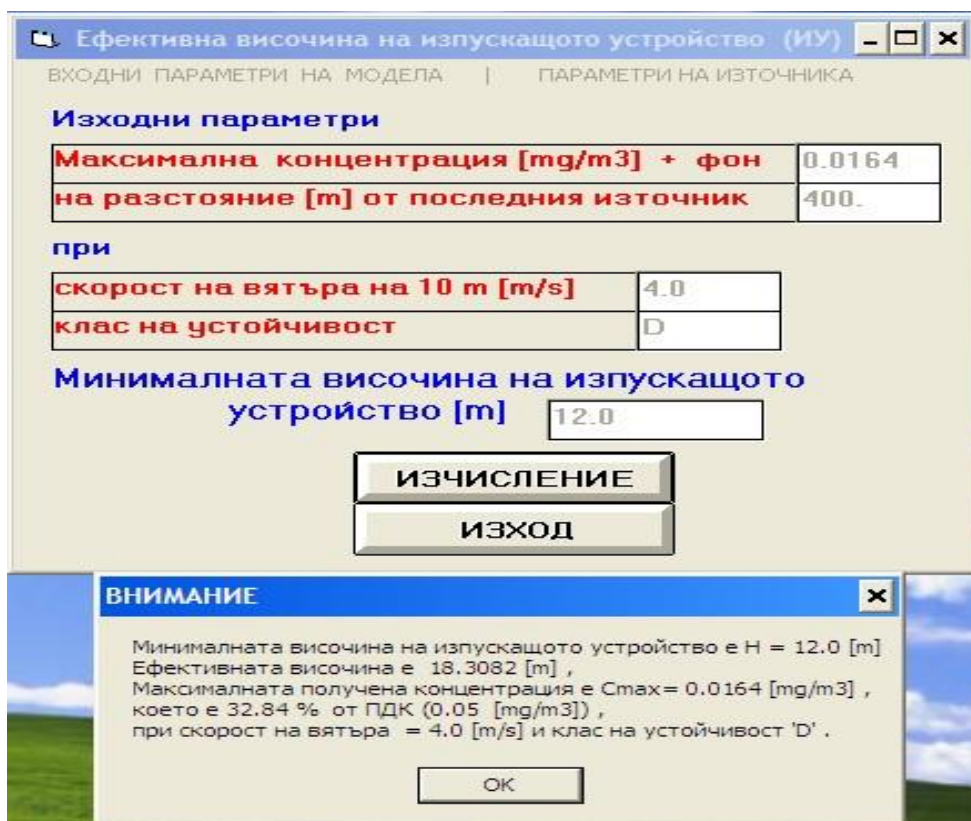 Ефективна височина на изпускащото устройство (ИУ)
ВХОДНИ ПАРАМЕТРИ НА МОДЕЛА | ПАРАМЕТРИ НА ИЗТОЧНИКА
Изходни параметри
Максимална концентрация [mg/m3] + фон 0.0164
на разстояние [m] от последния източник 400.
при
скорост на вятъра на 10 m [m/s] 4.0
клас на устойчивост D
Минималната височина на изпускащото
устройство [m] 12.0
ИЗЧИСЛЕНИЕ
ИЗХОД
ВНИМАНИЕ
Минималната височина на изпускащото устройство е H = 12.0 [m]
Ефективната височина е 18.3082 [m] ,
Максималната получена концентрация е Cmax= 0.0164 [mg/m3] ,
което е 32.84 % от ПДК (0.05 [mg/m3]) ,
при скорост на вятъра = 4.0 [m/s] и клас на устойчивост 'D' .
OK